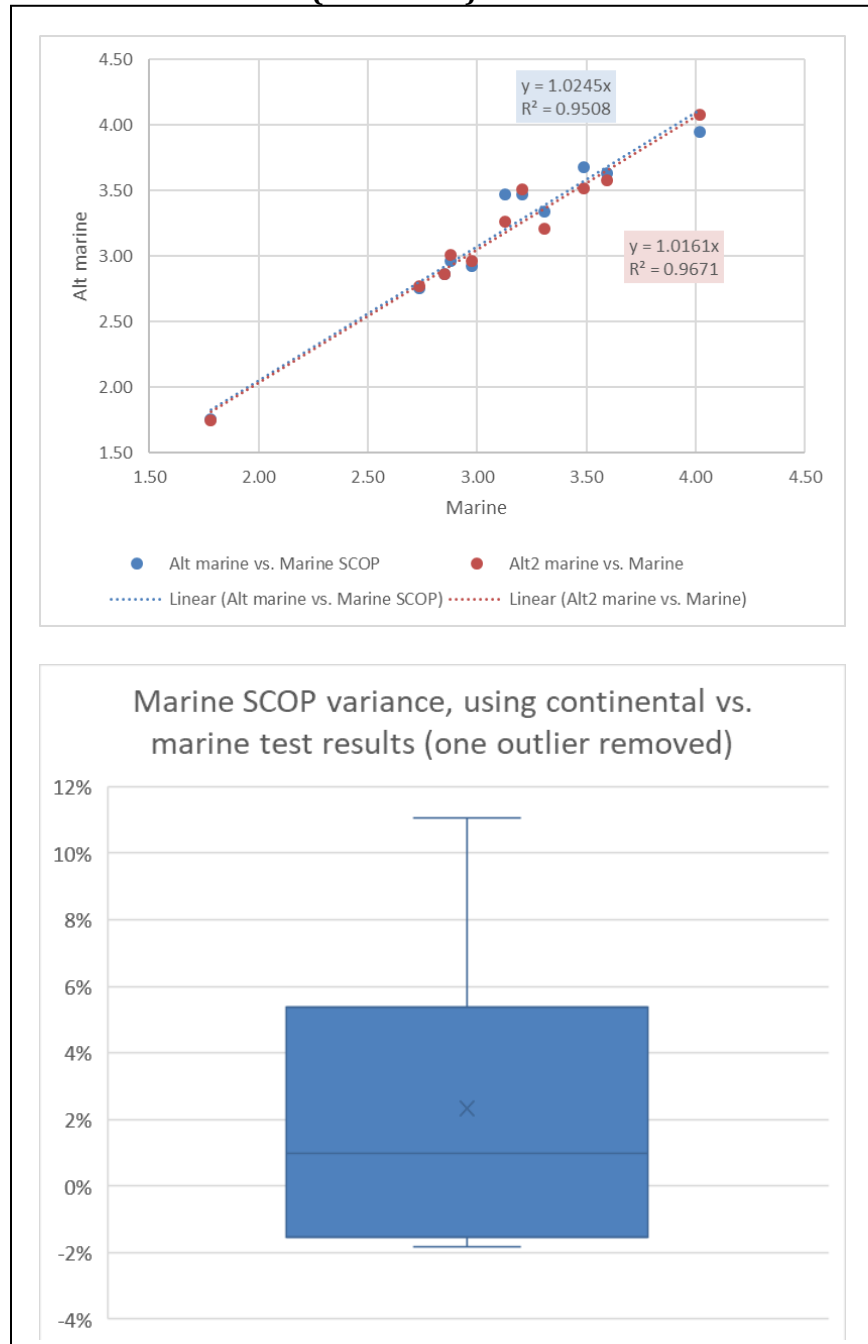 4.50
4.00
3.50
3.00
2.50
2.00
1.50
Alt marine
y = 1.0245x
R² = 0.9508
y = 1.0161x
R² = 0.9671
1.50 2.00 2.50 3.00 3.50 4.00 4.50
Marine
Alt marine vs. Marine SCOP Alt2 marine vs. Marine
Linear (Alt marine vs. Marine SCOP) Linear (Alt2 marine vs. Marine)
Marine SCOP variance, using continental vs.
marine test results (one outlier removed)
12%
10%
8%
6%
4%
2%
0%
-2%
-4%